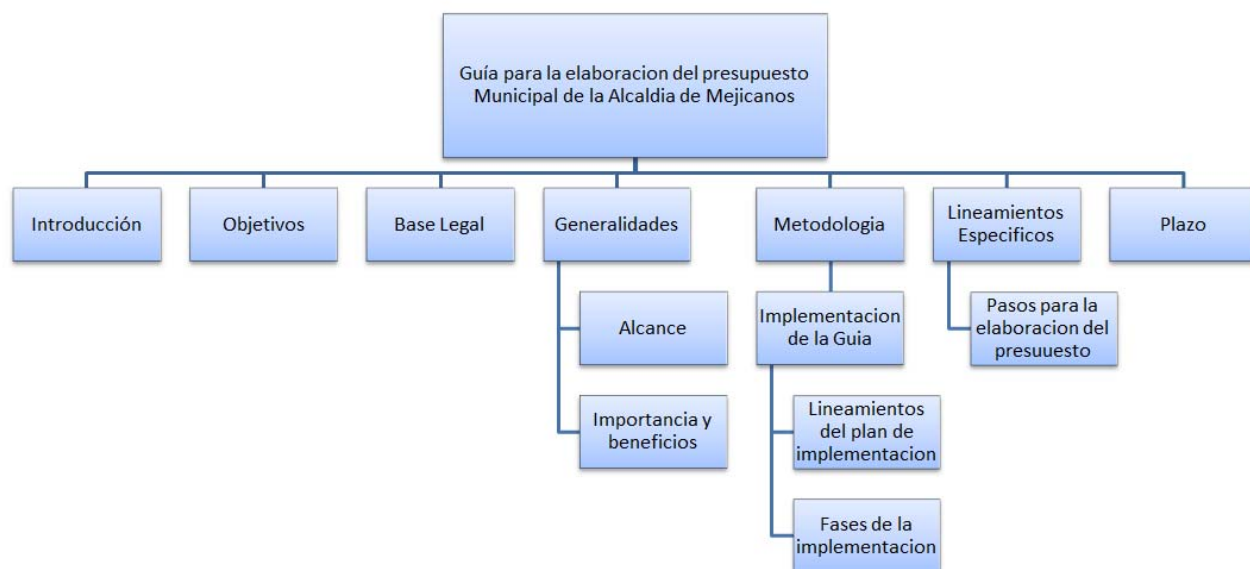 Guía para la elaboracion del presupuesto
Municipal de la Alcaldia de Mejicanos
Introducción
Objetivos
Base Legal
Generalidades
Metodologia
Lineamientos
Especificos
Plazo
Alcance
Importancia y
beneficios
Implementacion
de la Guia
Lineamientos
del plan de
implementacion
Fases de la
implementacion
Pasos para la
elaboracion del
presuuesto